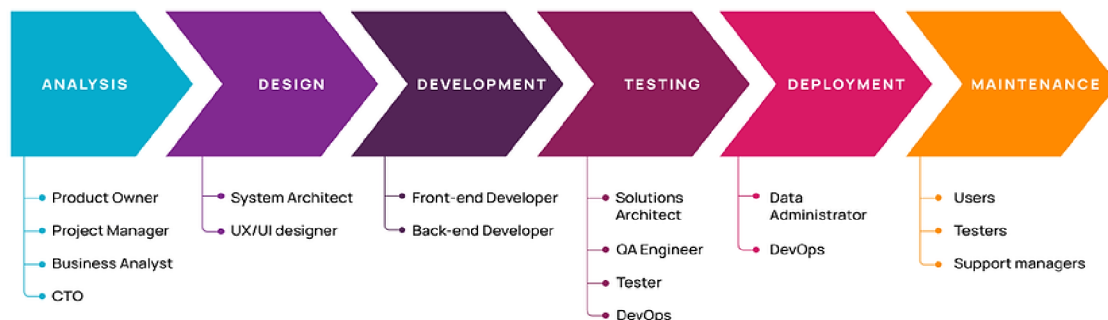 ANALYSIS
DESIGN
DEVELOPMENT
TESTING
DEPLOYMENT
MAINTENANCE
Product Owner
Project Manager
Business Analyst
CTO
System Architect
UX/UI designer
Front-end Developer
Back-end Developer
Solutions
Architect
QA Engineer
Tester
DevOps
Data
Administrator
DevOps
Users
Testers
Support managers